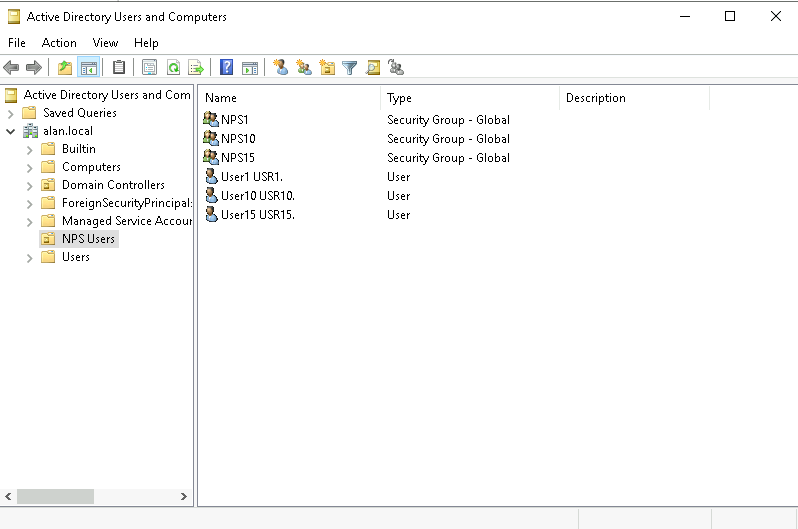 Active Directory Users and Computers
File Action View Help
Active Directory Users and Com
Saved Queries
alan.local
Builtin
Computers
Domain Controllers
ForeignSecurityPrincipal:
Managed Service Accour
NPS Users
Users
Name Type Description
NPS1 Security Group - Global
NPS10 Security Group - Global
NPS15 Security Group - Global
User1 USR1. User
User10 USR10. User
User15 USR15. User